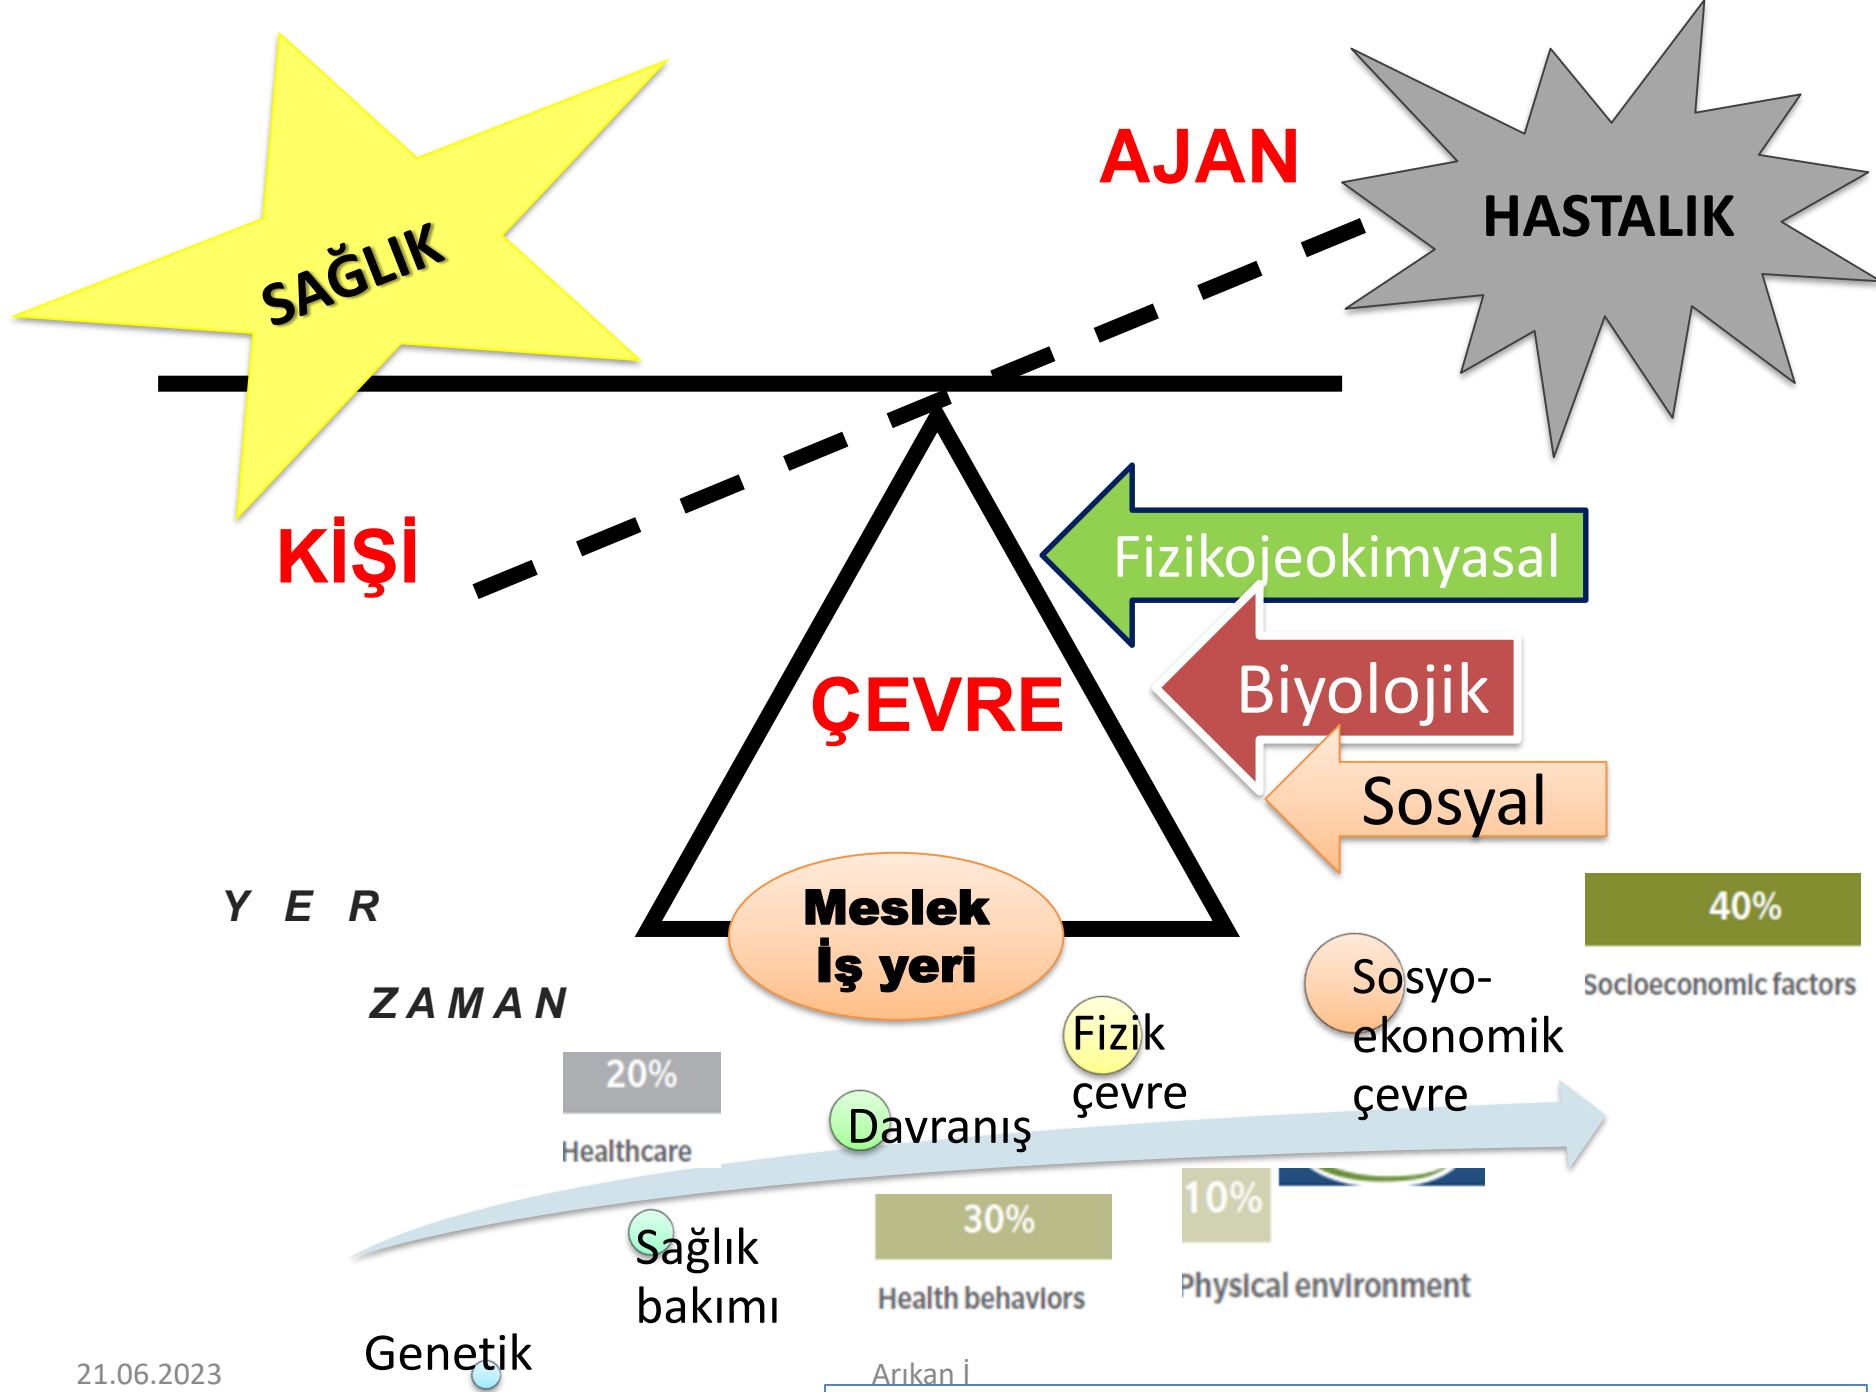 AJAN
HASTALIK
SAĞLIK
KİŞİ
Fizikojeokimyasal
Biyolojik
ÇEVRE
Sosyal
Y E R
Meslek
İş yeri
40%
Socioeconomic factors
ZAMAN
Sosyo-
ekonomik
çevre
Fizik
çevre
20%
Healthcare
Davranış
10%
Physical environment
30%
Health behaviors
Sağlık
bakımı
Genetik
21.06.2023
Arıkan İ